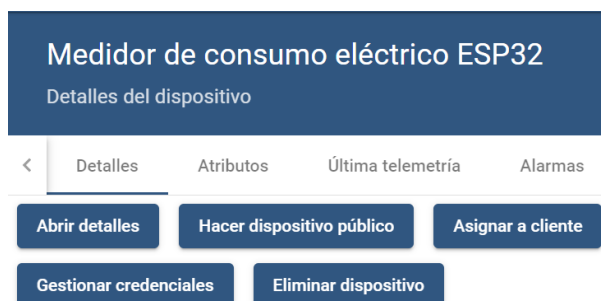 Medidor de consumo eléctrico ESP32
Detalles del dispositivo
Detalles Atributos Última telemetría Alarmas
Abrir detalles Hacer dispositivo público Asignar a cliente
Gestionar credenciales Eliminar dispositivo